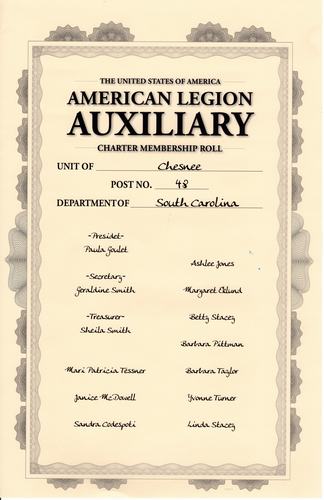 THE UNITED STATES OF AMERICA
AMERICAN LEGION
AUXILIARY
CHARTER MEMBERSHIP ROLL
UNIT OF Chesnee
POST NO. 48
DEPARTMENT OF South Carolina
-Presidet-
Paula Goulet
Ashlee Jones
-Secretary-
Geraldine Smith
Margaret Eklund
-Treasurer-
Betty Stacey
Sheila Smith
Barbara Pittman
Mari Patricia Tessner
Barbara Taylor
Janice McDowell
Yvonne Turner
Sandra Codespoti
Linda Stacey